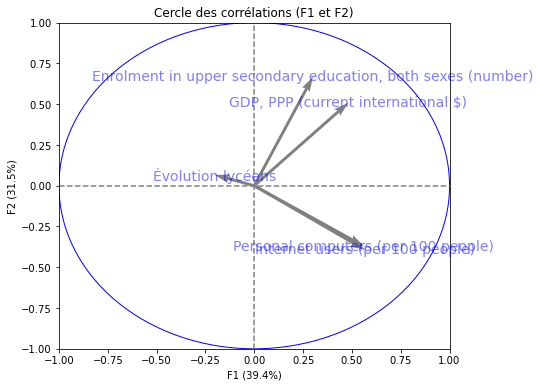 Cercle des corrélations (F1 et F2)
1.00
0.75
Enrolment in upper secondary education, both sexes (number)
0.50
GDP, PPP (current international $)
0.25
Évolution lycéens
0.00
F2 (31.5%)
−0.25
Personal computers (per 100 people)
Internet users (per 100 people)
−0.50
−0.75
−1.00
−1.00 −0.75 −0.50 −0.25 0.00 0.25 0.50 0.75 1.00
F1 (39.4%)